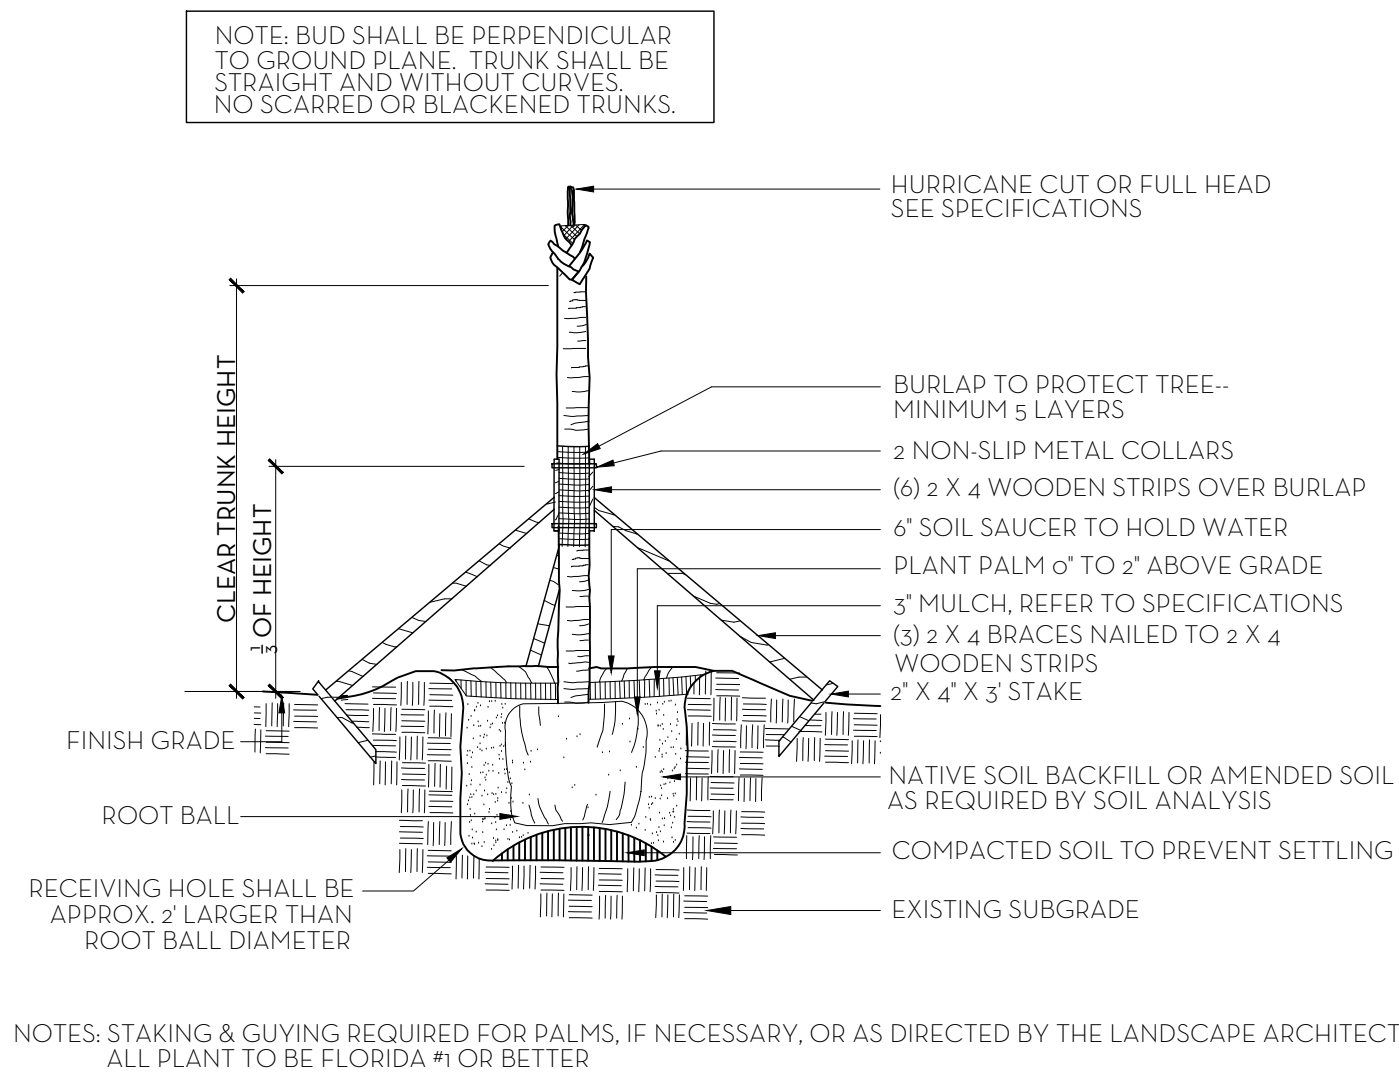 NOTE: BUD SHALL BE PERPENDICULAR
TO GROUND PLANE. TRUNK SHALL BE
STRAIGHT AND WITHOUT CURVES.
NO SCARRED OR BLACKENED TRUNKS.
HURRICANE CUT OR FULL HEAD
SEE SPECIFICATIONS
CLEAR TRUNK HEIGHT
1/3 OF HEIGHT
BURLAP TO PROTECT TREE--
MINIMUM 5 LAYERS
2 NON-SLIP METAL COLLARS
(6) 2 X 4 WOODEN STRIPS OVER BURLAP
6" SOIL SAUCER TO HOLD WATER
PLANT PALM 0" TO 2" ABOVE GRADE
3" MULCH, REFER TO SPECIFICATIONS
(3) 2 X 4 BRACES NAILED TO 2 X 4
WOODEN STRIPS
2" X 4" X 3' STAKE
FINISH GRADE
NATIVE SOIL BACKFILL OR AMENDED SOIL
AS REQUIRED BY SOIL ANALYSIS
ROOT BALL
COMPACTED SOIL TO PREVENT SETTLING
RECEIVING HOLE SHALL BE
APPROX. 2' LARGER THAN
ROOT BALL DIAMETER
EXISTING SUBGRADE
NOTES: STAKING & GUYING REQUIRED FOR PALMS, IF NECESSARY, OR AS DIRECTED BY THE LANDSCAPE ARCHITECT
ALL PLANT TO BE FLORIDA #1 OR BETTER